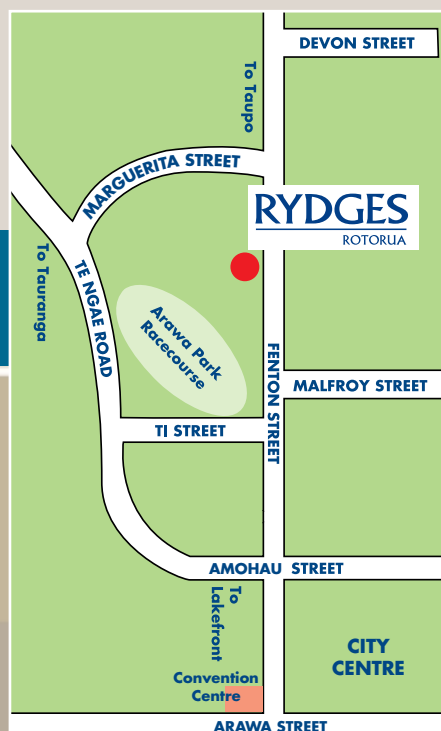 DEVON STREET
To Taupo
MARGUERITA STREET
RYDGES
ROTORUA
To Tauranga
TE NGAE ROAD
Arawa Park
Racecourse
FENTON STREET
MALFROY STREET
TI STREET
AMOHAU STREET
To
Lakefront
CITY
CENTRE
Convention
Centre
ARAWA STREET